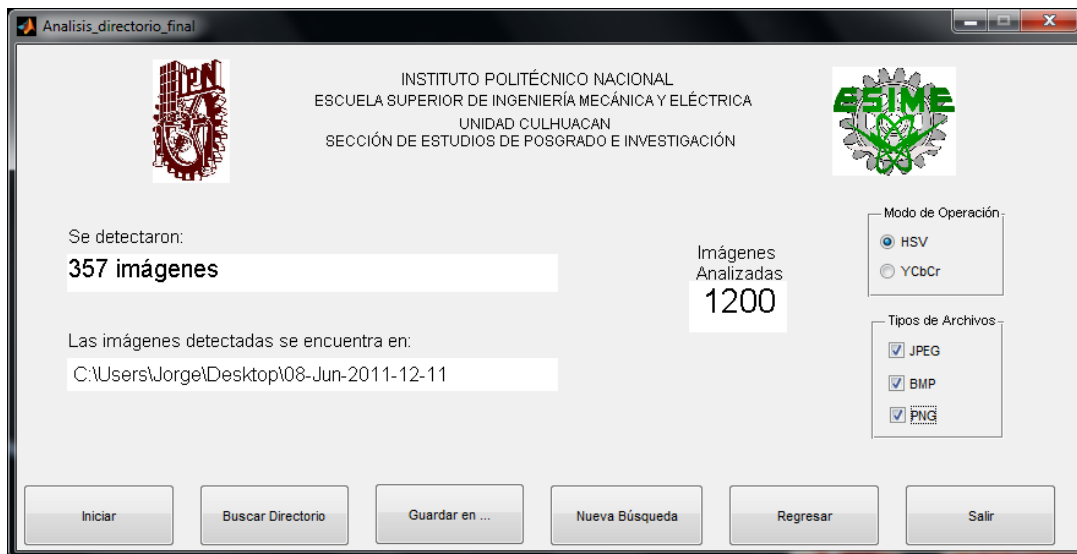 Analisis_directorio_final
IPN
INSTITUTO POLITÉCNICO NACIONAL
ESCUELA SUPERIOR DE INGENIERÍA MECÁNICA Y ELÉCTRICA
UNIDAD CULHUACAN
SECCIÓN DE ESTUDIOS DE POSGRADO E INVESTIGACIÓN
ESIME
Se detectaron:
357 imágenes
Las imágenes detectadas se encuentra en:
C:\Users\Jorge\Desktop\08-Jun-2011-12-11
Imágenes
Analizadas
1200
Modo de Operación
HSV
YCbCr
Tipos de Archivos
JPEG
BMP
PNG
Iniciar
Buscar Directorio
Guardar en ...
Nueva Búsqueda
Regresar
Salir